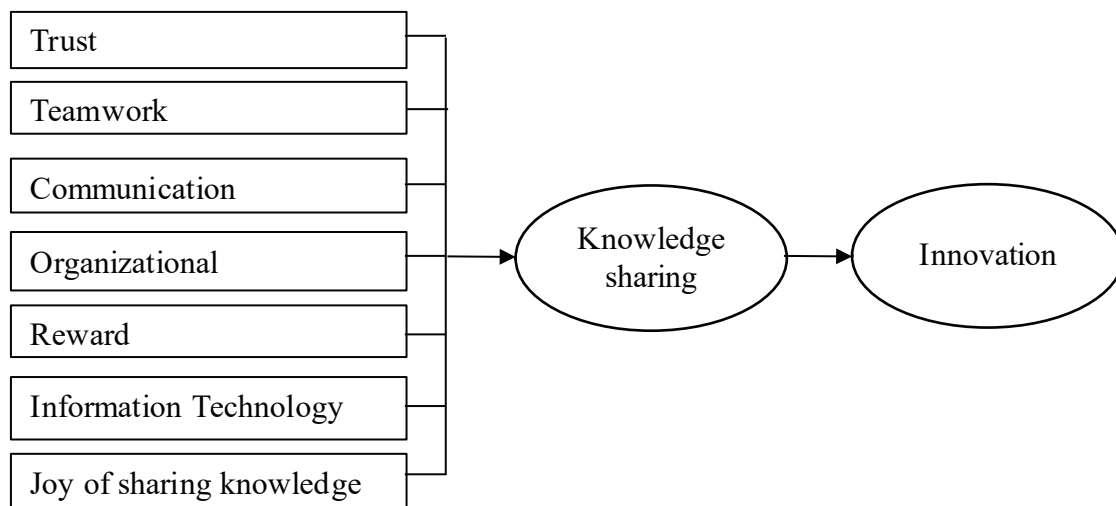 Trust
Teamwork
Communication
Organizational
Reward
Information Technology
Joy of sharing knowledge
Knowledge
sharing
Innovation